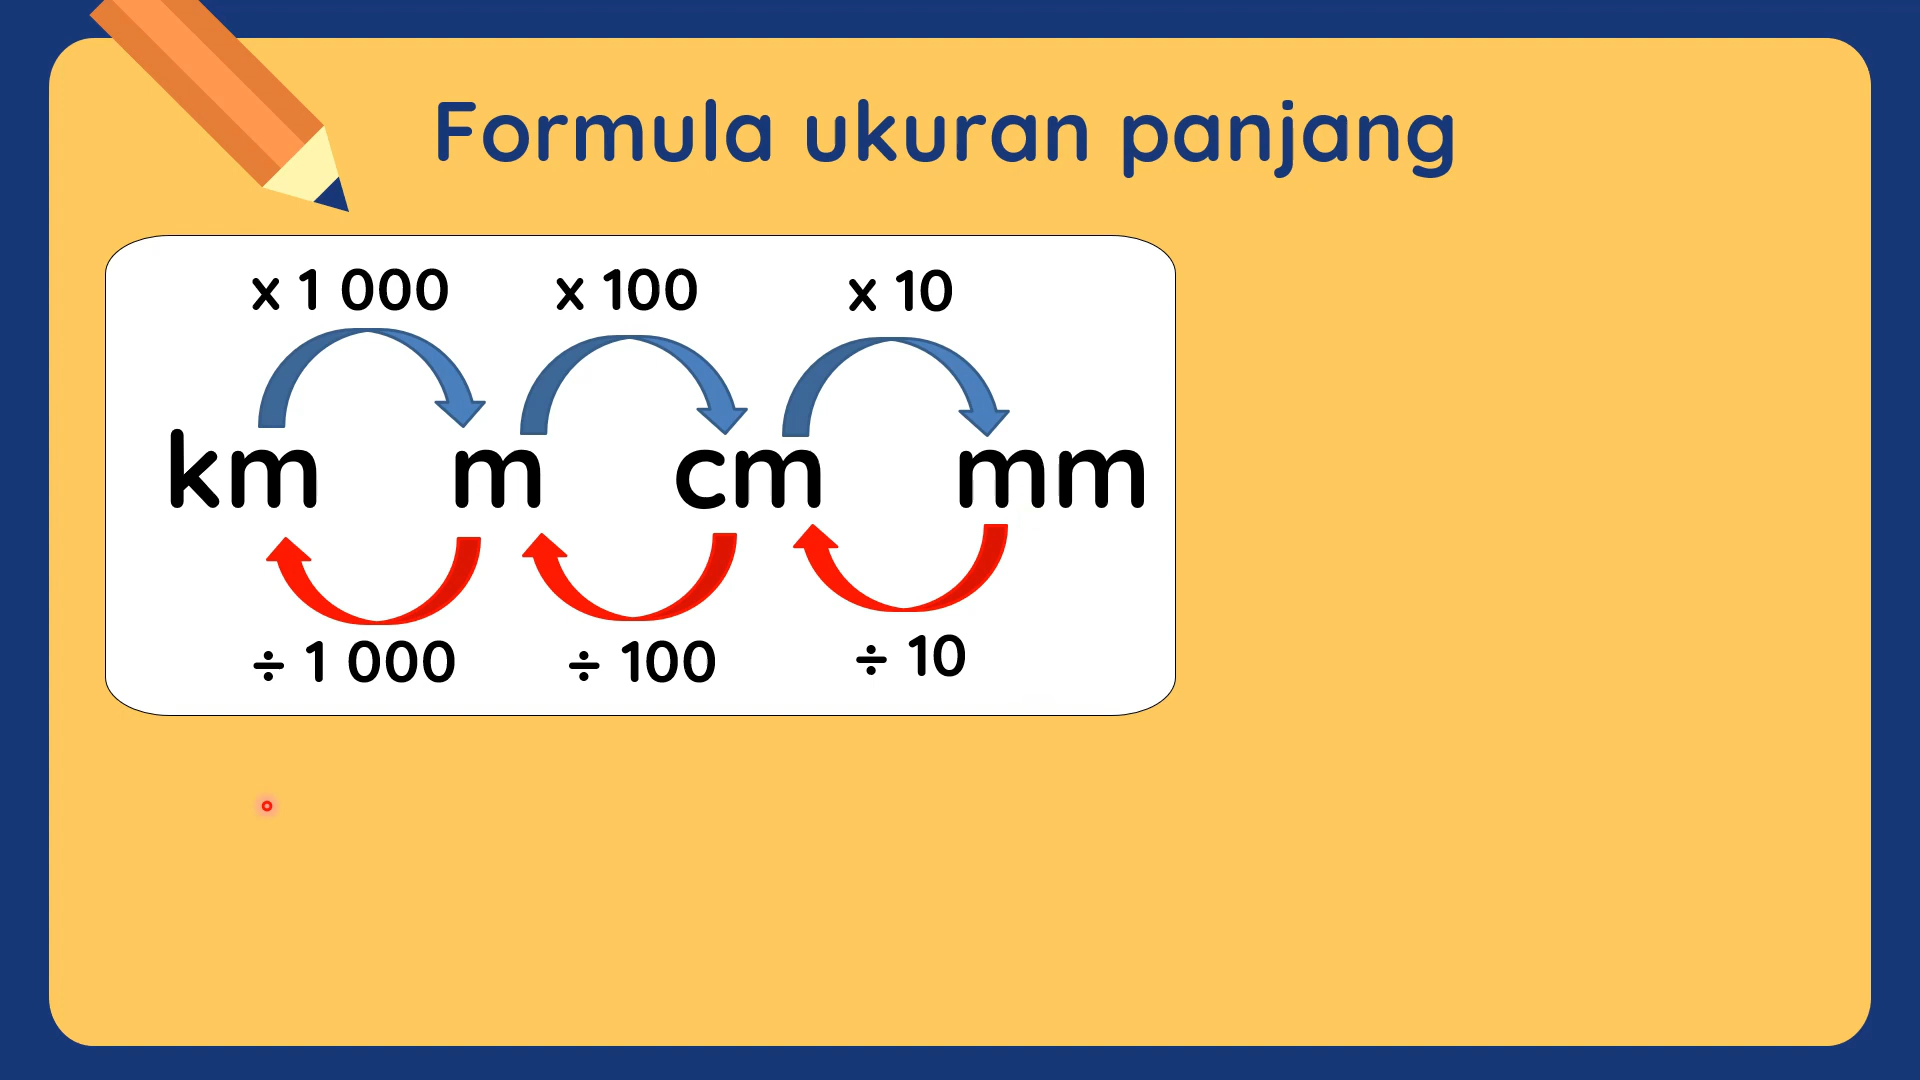 Formula ukuran panjang
x 1 000 x 100 x 10
km m cm mm
÷ 1 000 ÷ 100 ÷ 10